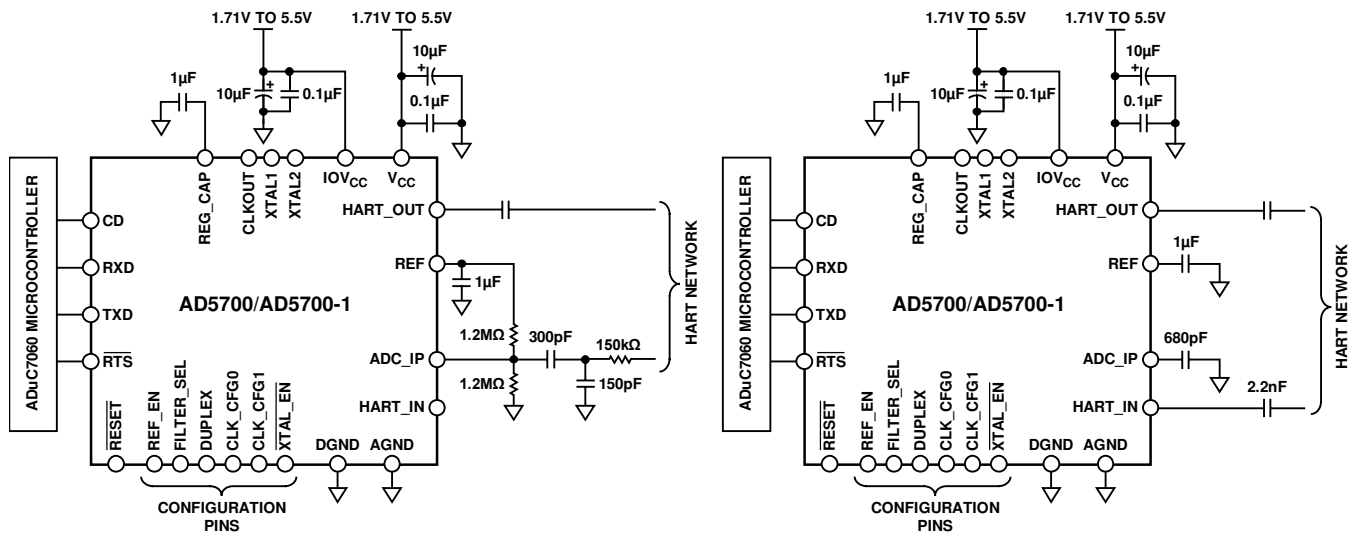 1.71V TO 5.5V
1.71V TO 5.5V
10µF
1µF
10µF
0.1µF
0.1µF
REG_CAP
CLKOUT
XTAL1
XTAL2
IOVCC
VCC
ADuC7060 MICROCONTROLLER
CD
RXD
TXD
RTS
AD5700/AD5700-1
HART_OUT
REF
1µF
1.2MΩ
300pF
150kΩ
ADC_IP
1.2MΩ
150pF
HART_IN
HART NETWORK
RESET
REF_EN
FILTER_SEL
DUPLEX
CLK_CFG0
CLK_CFG1
XTAL_EN
DGND
AGND
CONFIGURATION
PINS
1.71V TO 5.5V
1.71V TO 5.5V
10µF
1µF
10µF
0.1µF
0.1µF
REG_CAP
CLKOUT
XTAL1
XTAL2
IOVCC
VCC
ADuC7060 MICROCONTROLLER
CD
RXD
TXD
RTS
AD5700/AD5700-1
HART_OUT
REF
1µF
ADC_IP
680pF
HART_IN
2.2nF
HART NETWORK
RESET
REF_EN
FILTER_SEL
DUPLEX
CLK_CFG0
CLK_CFG1
XTAL_EN
DGND
AGND
CONFIGURATION
PINS